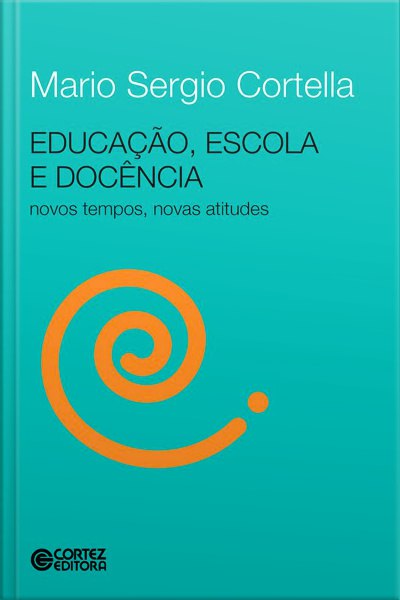 Mario Sergio Cortella
EDUCAÇÃO, ESCOLA
E DOCÊNCIA
novos tempos, novas atitudes
CORTEZ
EDITORA